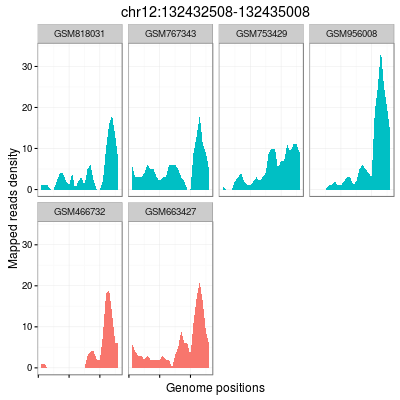 chr12:132432508-132435008
GSM818031 GSM767343 GSM753429 GSM956008
30
20
10
0
GSM466732 GSM663427
30
20
10
0
Mapped reads density
Genome positions